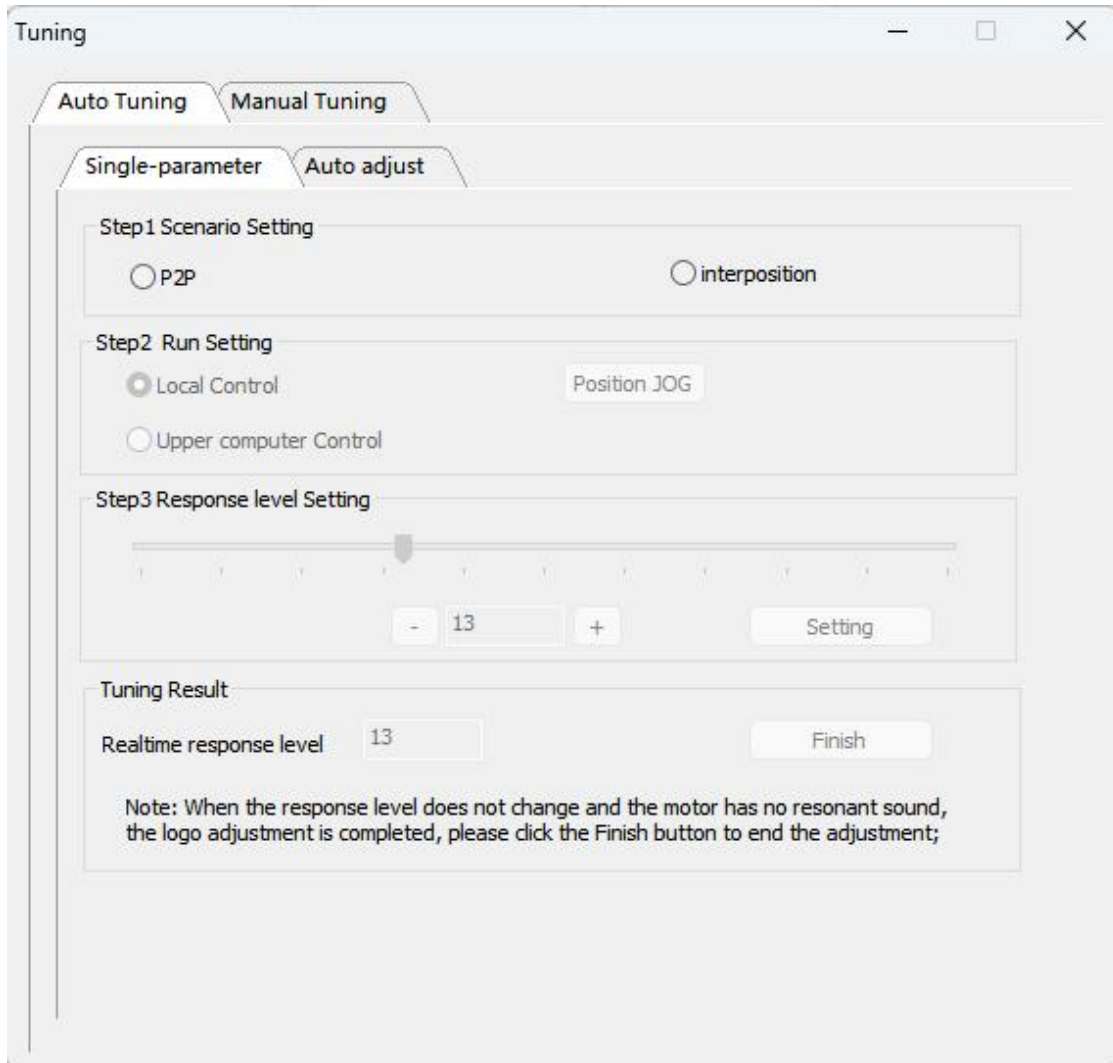 Tuning
Auto Tuning Manual Tuning
Single-parameter Auto adjust
Step1 Scenario Setting
P2P interposition
Step2 Run Setting
Local Control Position JOG
Upper computer Control
Step3 Response level Setting
- 13 + Setting
Tuning Result
Realtime response level 13 Finish
Note: When the response level does not change and the motor has no resonant sound,
the logo adjustment is completed, please click the Finish button to end the adjustment;